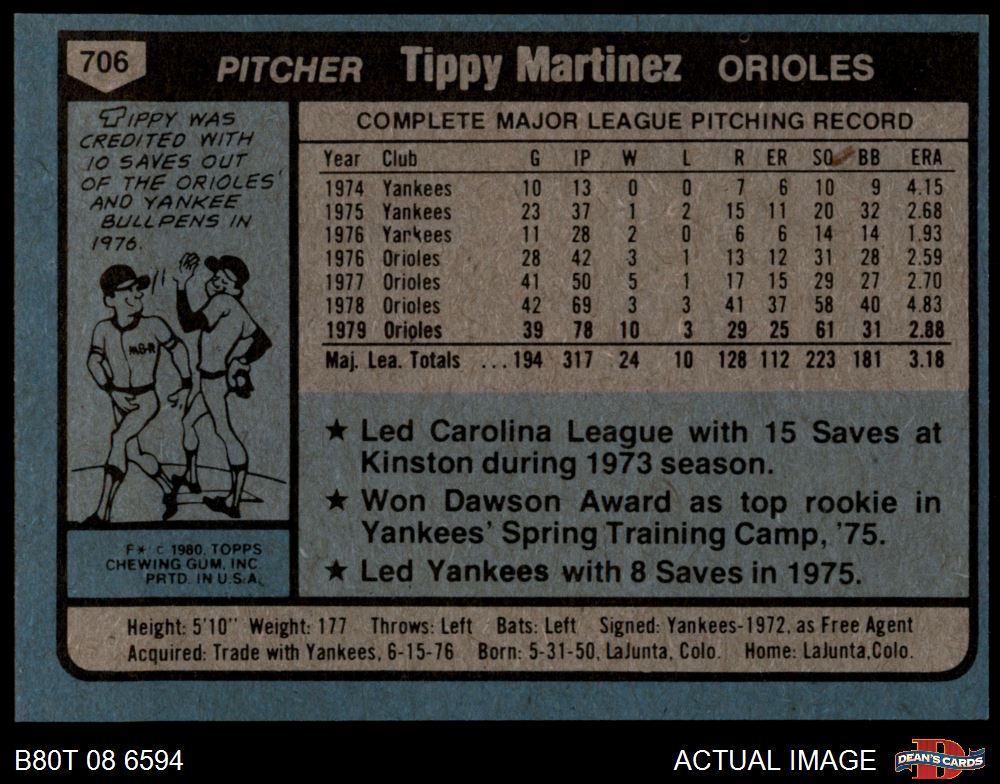 706 PITCHER Tippy Martinez ORIOLES
TIPPY WAS
CREDITED WITH
10 SAVES OUT
OF THE ORIOLES'
AND YANKEE
BULLPENS IN
1976.
F* © 1980, TOPPS
CHEWING GUM, INC.
PRTD. IN U.S.A.
COMPLETE MAJOR LEAGUE PITCHING RECORD
Year Club G IP W L R ER SO BB ERA
1974 Yankees 10 13 0 0 7 6 10 9 4.15
1975 Yankees 23 37 1 2 15 11 20 32 2.68
1976 Yankees 11 28 2 0 6 6 14 14 1.93
1976 Orioles 28 42 3 1 13 12 31 28 2.59
1977 Orioles 41 50 5 1 17 15 29 27 2.70
1978 Orioles 42 69 3 3 41 37 58 40 4.83
1979 Orioles 39 78 10 3 29 25 61 31 2.88
Maj. Lea. Totals ... 194 317 24 10 128 112 223 181 3.18
★ Led Carolina League with 15 Saves at
Kinston during 1973 season.
★ Won Dawson Award as top rookie in
Yankees' Spring Training Camp, '75.
★ Led Yankees with 8 Saves in 1975.
Height: 5'10" Weight: 177 Throws: Left Bats: Left Signed: Yankees-1972, as Free Agent
Acquired: Trade with Yankees, 6-15-76 Born: 5-31-50, LaJunta, Colo. Home: LaJunta,Colo.
B80T 08 6594 ACTUAL IMAGE DEAN'S CARDS